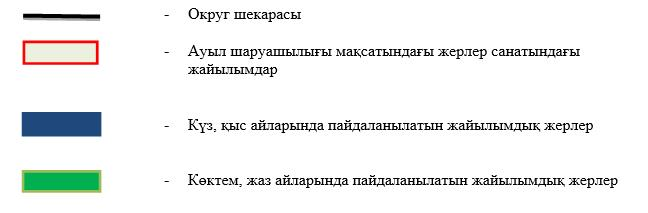 - Округ шекарасы
- Ауыл шаруашылығы мақсатындағы жерлер санатындағы
жайылымдар
- Күз, қыс айларында пайдаланылатын жайылымдық жерлер
- Көктем, жаз айларында пайдаланылатын жайылымдық жерлер